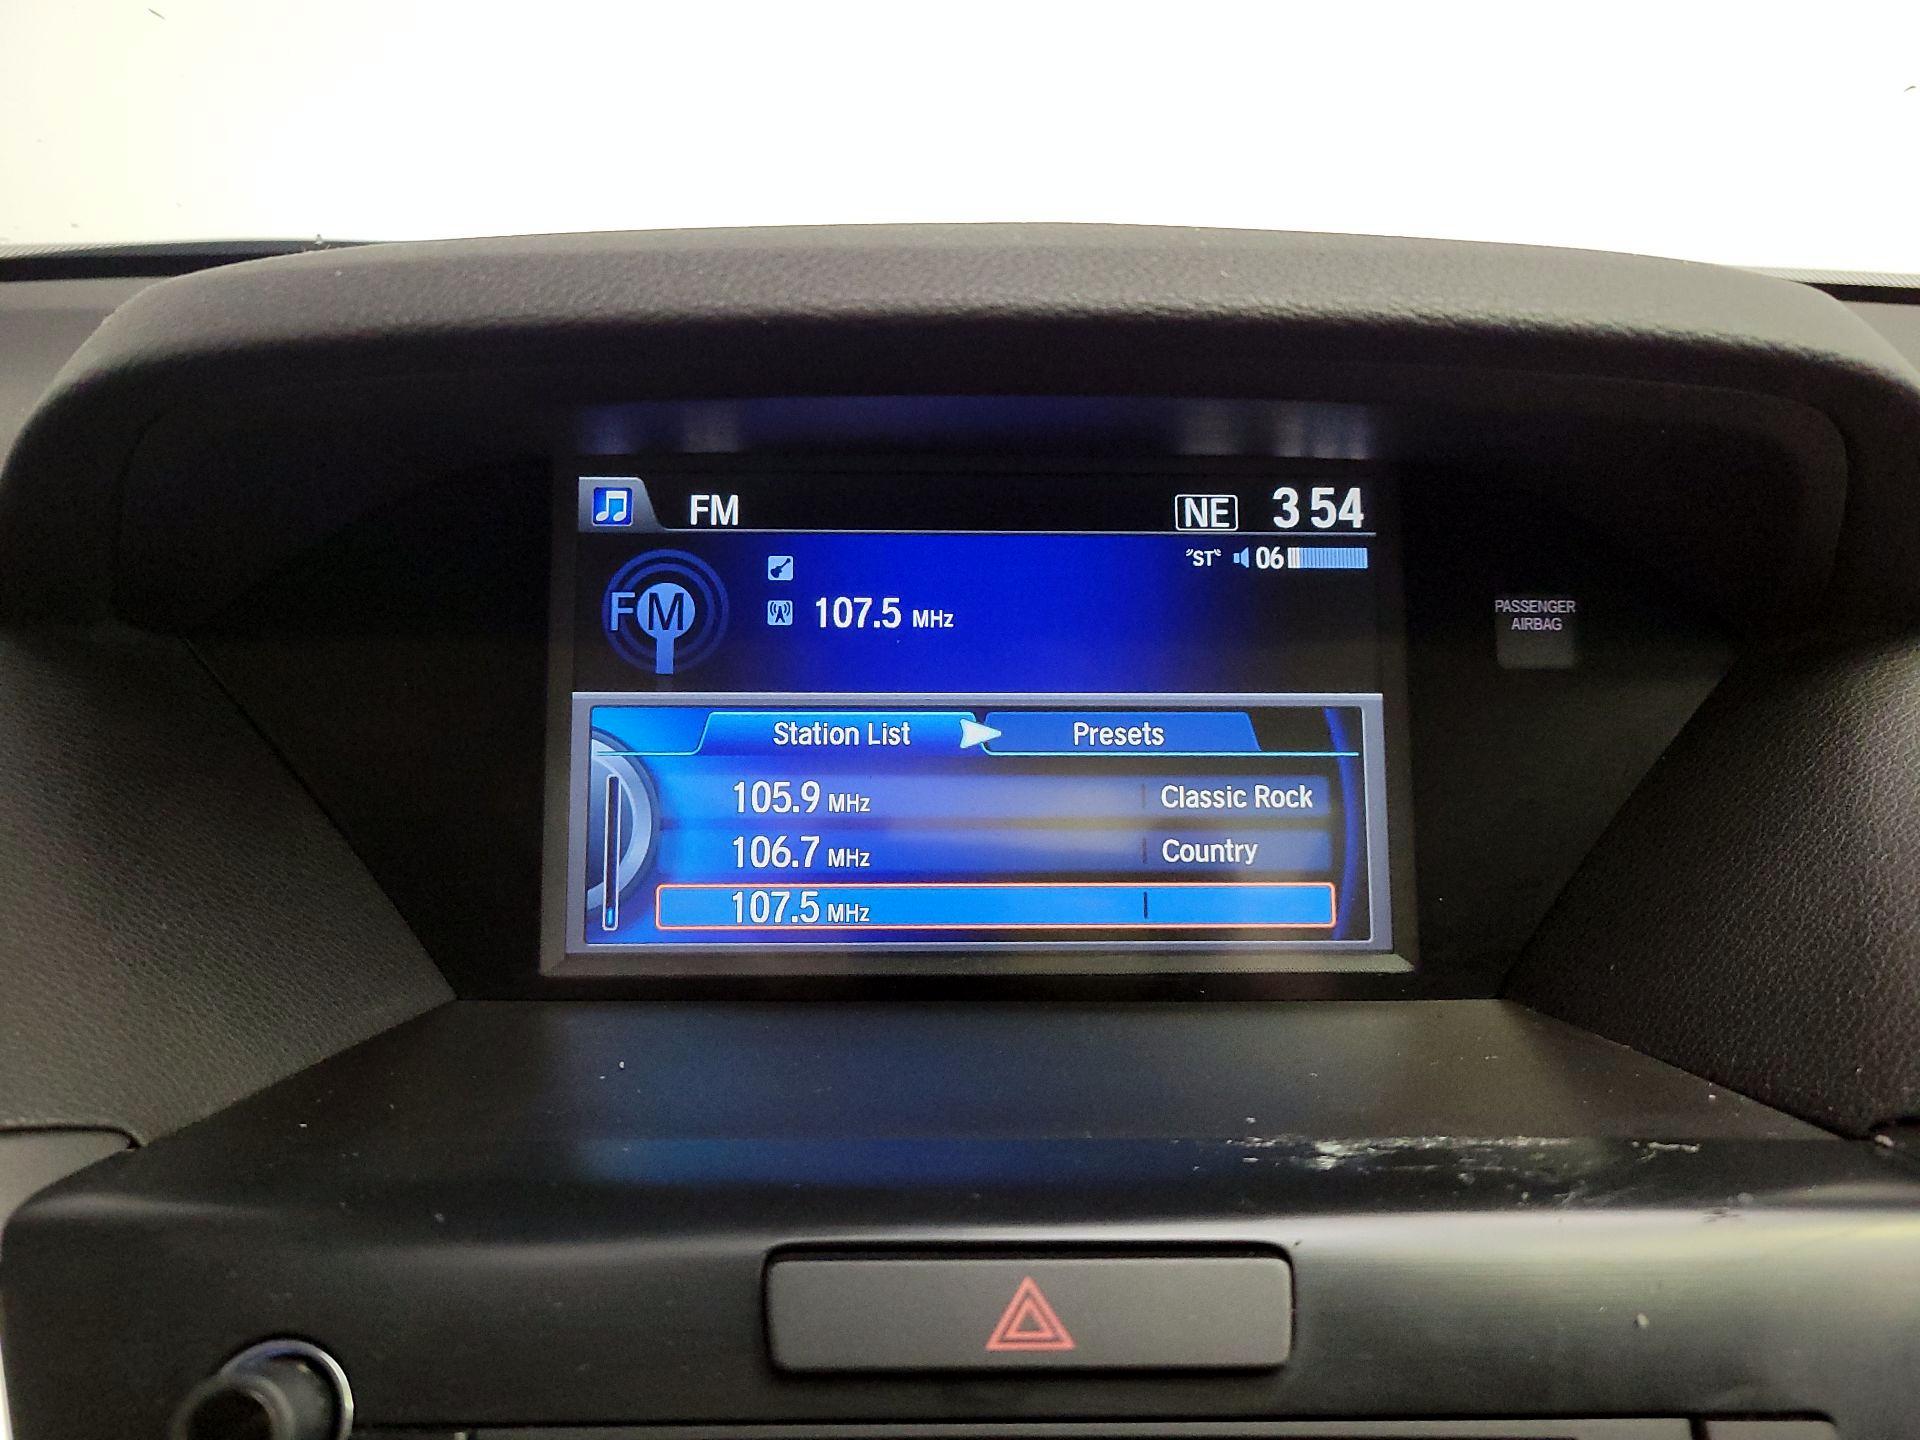 FM NE 3 54
"ST" 06
FM 107.5 MHz
PASSENGER
AIRBAG
Station List Presets
105.9 MHz Classic Rock
106.7 MHz Country
107.5 MHz